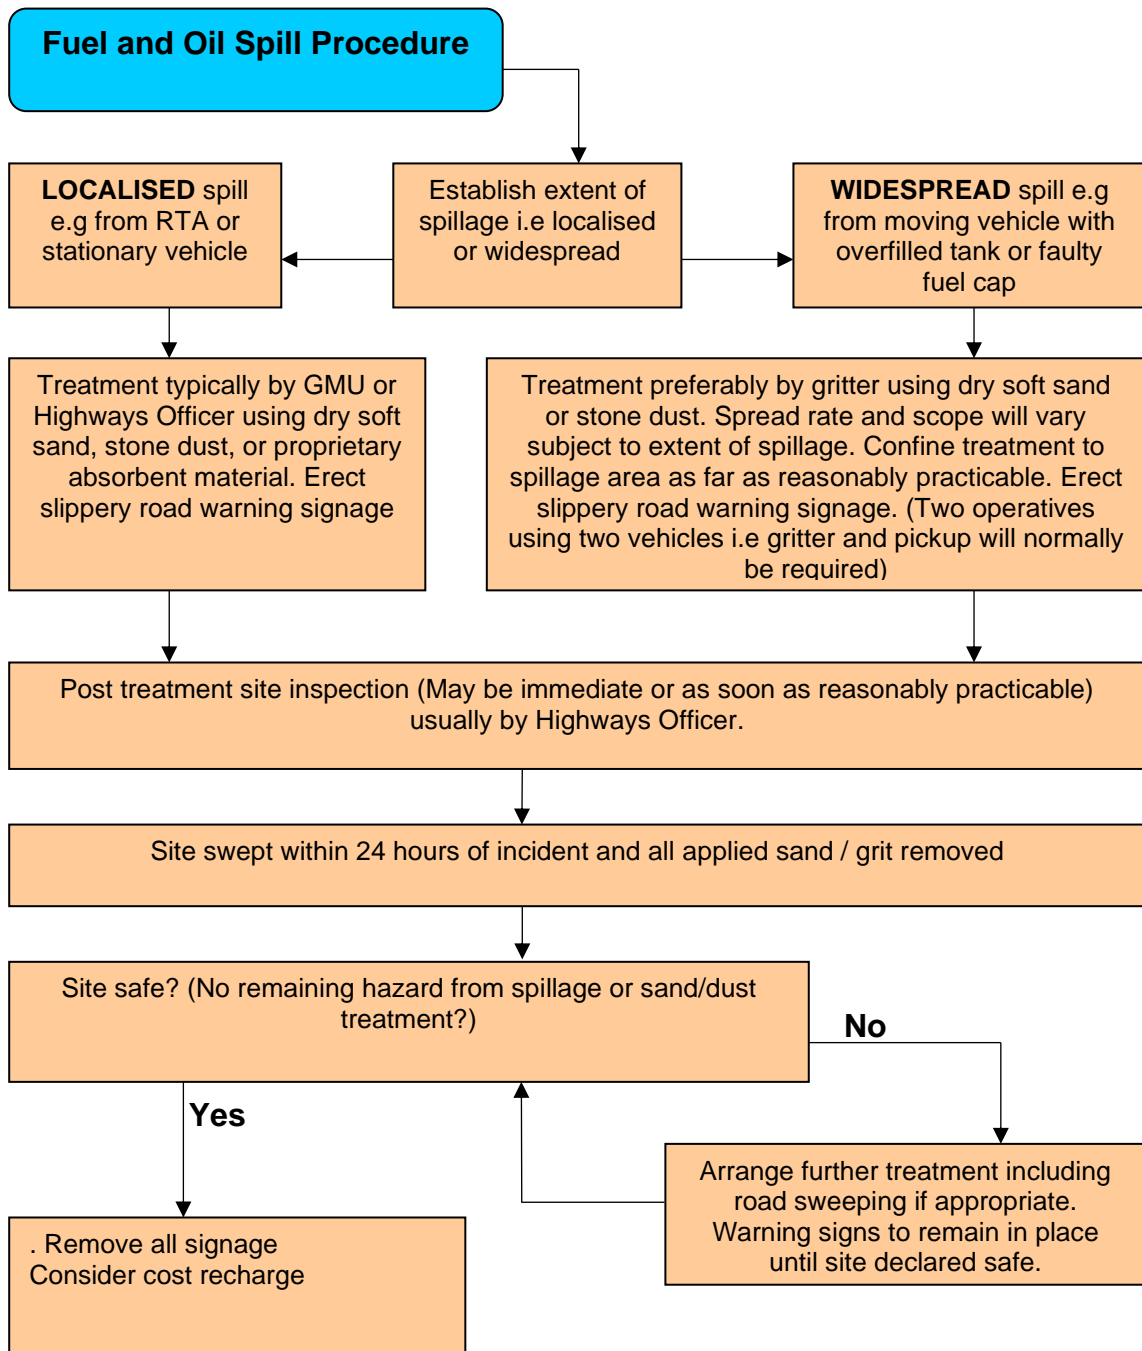 Fuel and Oil Spill Procedure
LOCALISED spill
e.g from RTA or
stationary vehicle
Establish extent of
spillage i.e localised
or widespread
WIDESPREAD spill e.g
from moving vehicle with
overfilled tank or faulty
fuel cap
Treatment typically by GMU or
Highways Officer using dry soft
sand, stone dust, or proprietary
absorbent material. Erect
slippery road warning signage
Treatment preferably by gritter using dry soft sand
or stone dust. Spread rate and scope will vary
subject to extent of spillage. Confine treatment to
spillage area as far as reasonably practicable. Erect
slippery road warning signage. (Two operatives
using two vehicles i.e gritter and pickup will normally
be required)
Post treatment site inspection (May be immediate or as soon as reasonably practicable)
usually by Highways Officer.
Site swept within 24 hours of incident and all applied sand / grit removed
Site safe? (No remaining hazard from spillage or sand/dust
treatment?)
No
Yes
Arrange further treatment including
road sweeping if appropriate.
Warning signs to remain in place
until site declared safe.
. Remove all signage
Consider cost recharge